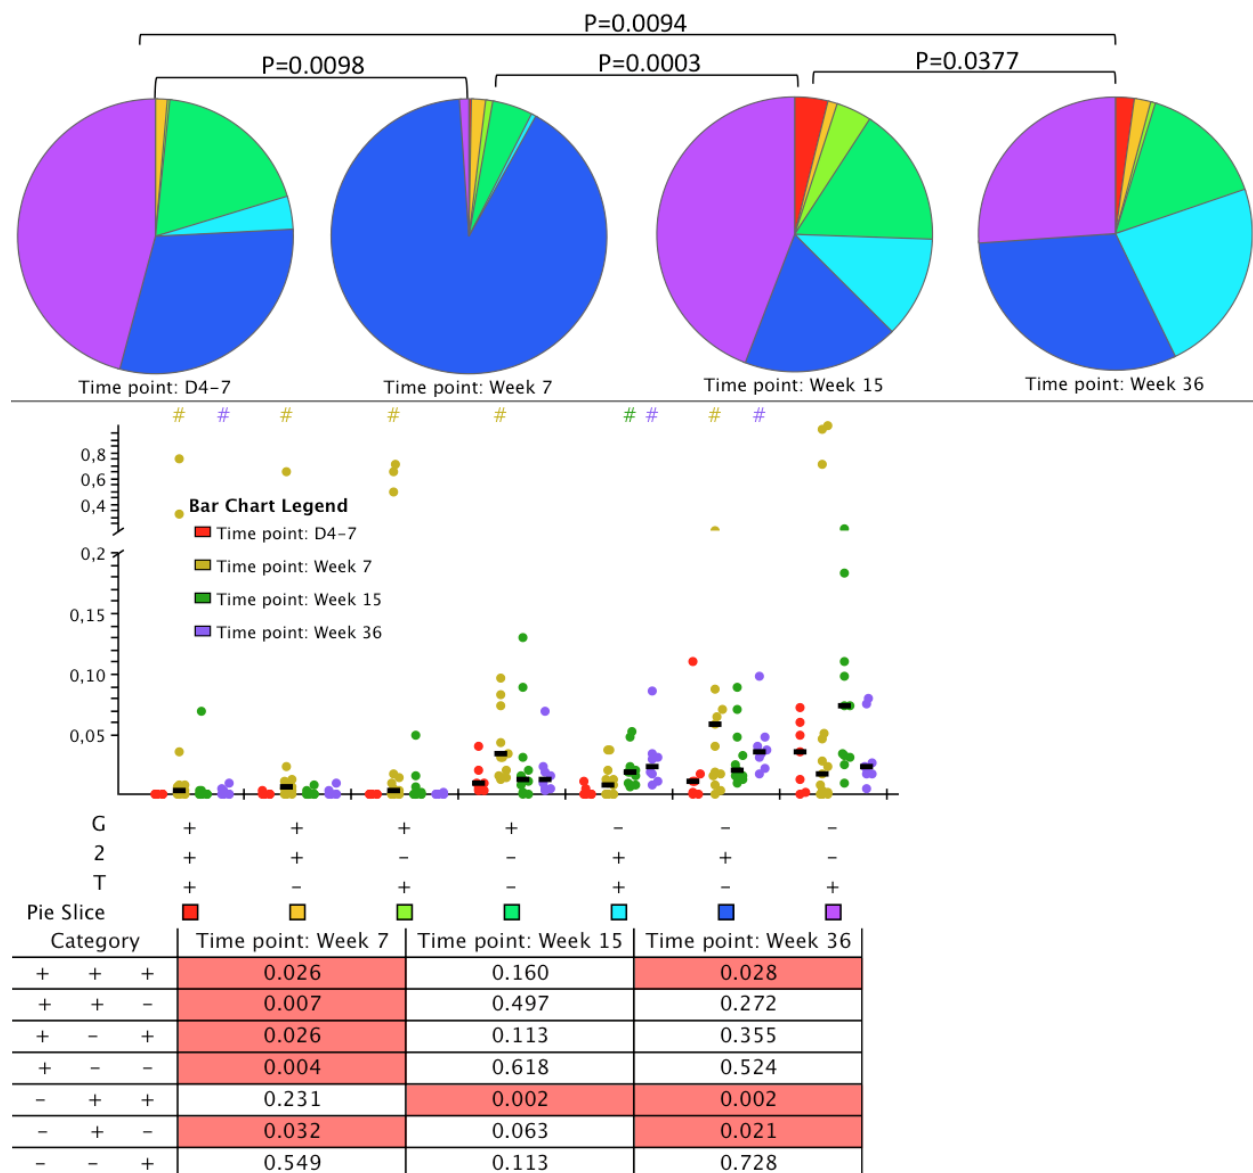 P=0.0094
P=0.0098
P=0.0003
P=0.0377
Time point: D4-7
Time point: Week 7
Time point: Week 15
Time point: Week 36
# # # # # # # # #
0,8
0,6
0,4
0,2
0,15
0,10
0,05
Bar Chart Legend
Time point: D4-7
Time point: Week 7
Time point: Week 15
Time point: Week 36
G + + + + - - -
2 + + - - + + -
T + - + - + - +
Pie Slice
Category Time point: Week 7 Time point: Week 15 Time point: Week 36
+ + + 0.026 0.160 0.028
+ + - 0.007 0.497 0.272
+ - + 0.026 0.113 0.355
+ - - 0.004 0.618 0.524
- + + 0.231 0.002 0.002
- + - 0.032 0.063 0.021
- - + 0.549 0.113 0.728